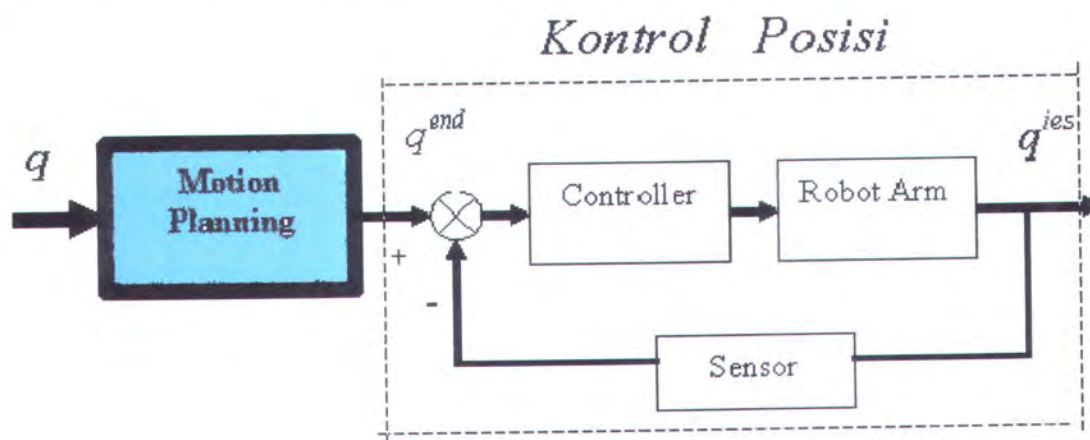 Kontrol Posisi
q
Motion
Planning
q^end
+
-
Controller
Robot Arm
q^ies
Sensor